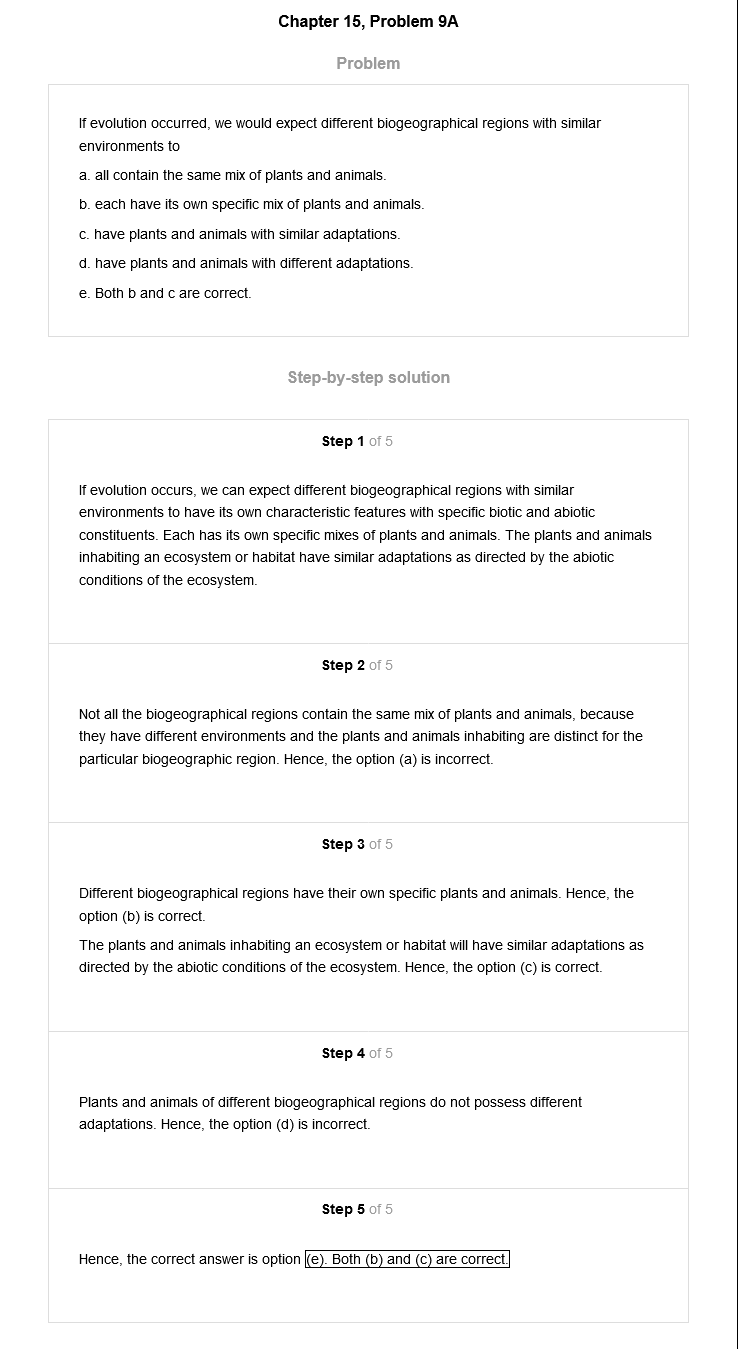 Chapter 15, Problem 9A
Problem
If evolution occurred, we would expect different biogeographical regions with similar
environments to
a. all contain the same mix of plants and animals.
b. each have its own specific mix of plants and animals.
c. have plants and animals with similar adaptations.
d. have plants and animals with different adaptations.
e. Both b and c are correct.
Step-by-step solution
Step 1 of 5
If evolution occurs, we can expect different biogeographical regions with similar
environments to have its own characteristic features with specific biotic and abiotic
constituents. Each has its own specific mixes of plants and animals. The plants and animals
inhabiting an ecosystem or habitat have similar adaptations as directed by the abiotic
conditions of the ecosystem.
Step 2 of 5
Not all the biogeographical regions contain the same mix of plants and animals, because
they have different environments and the plants and animals inhabiting are distinct for the
particular biogeographic region. Hence, the option (a) is incorrect.
Step 3 of 5
Different biogeographical regions have their own specific plants and animals. Hence, the
option (b) is correct.
The plants and animals inhabiting an ecosystem or habitat will have similar adaptations as
directed by the abiotic conditions of the ecosystem. Hence, the option (c) is correct.
Step 4 of 5
Plants and animals of different biogeographical regions do not possess different
adaptations. Hence, the option (d) is incorrect.
Step 5 of 5
Hence, the correct answer is option (e). Both (b) and (c) are correct.